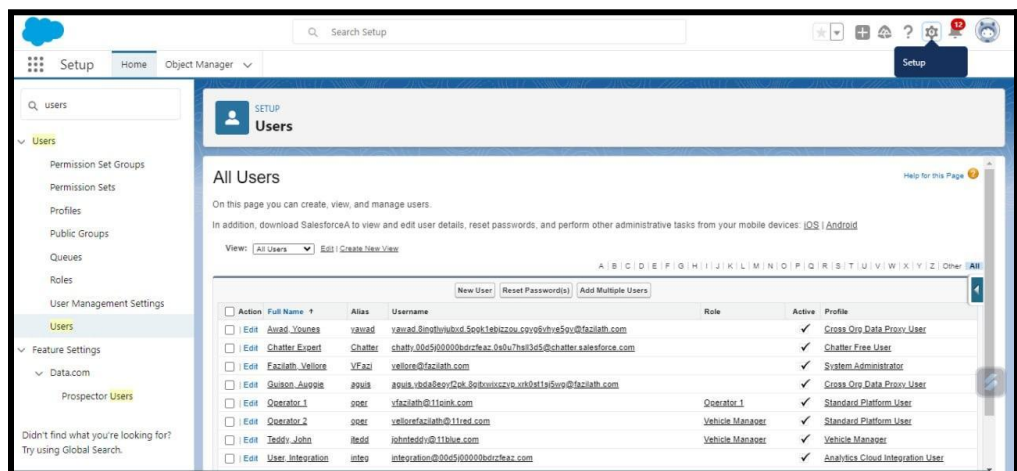 Search Setup
12
Setup
Setup Home Object Manager
users
Users
Permission Set Groups
Permission Sets
Profiles
Public Groups
Queues
Roles
User Management Settings
Users
Feature Settings
Data.com
Prospector Users
Didn't find what you're looking for?
Try using Global Search.
SETUP
Users
All Users
Help for this Page ?
On this page you can create, view, and manage users.
In addition, download SalesforceA to view and edit user details, reset passwords, and perform other administrative tasks from your mobile devices: iOS | Android
View: All Users Edit | Create New View
A | B | C | D | E | F | G | H | I | J | K | L | M | N | O | P | Q | R | S | T | U | V | W | X | Y | Z | Other All
New User Reset Password(s) Add Multiple Users
Action Full Name ↑ Alias Username Role Active Profile
Edit Awad, Younes yawad Cross Org Data Proxy User
Edit Chatter Expert Chatter Chatter Free User
Edit Fazilath, Vellore VFazi vellore@fazilath.com System Administrator
Edit Guison, Auggie aguis Cross Org Data Proxy User
Edit Operator 1 oper vfazilath@11pink.com Operator 1 Standard Platform User
Edit Operator 2 oper vellorefazilath@11red.com Vehicle Manager Standard Platform User
Edit Teddy, John jtedd johnteddy@11blue.com Vehicle Manager Vehicle Manager
Edit User, Integration integ integration@00d5j00000bdrzfeaz.com Analytics Cloud Integration User